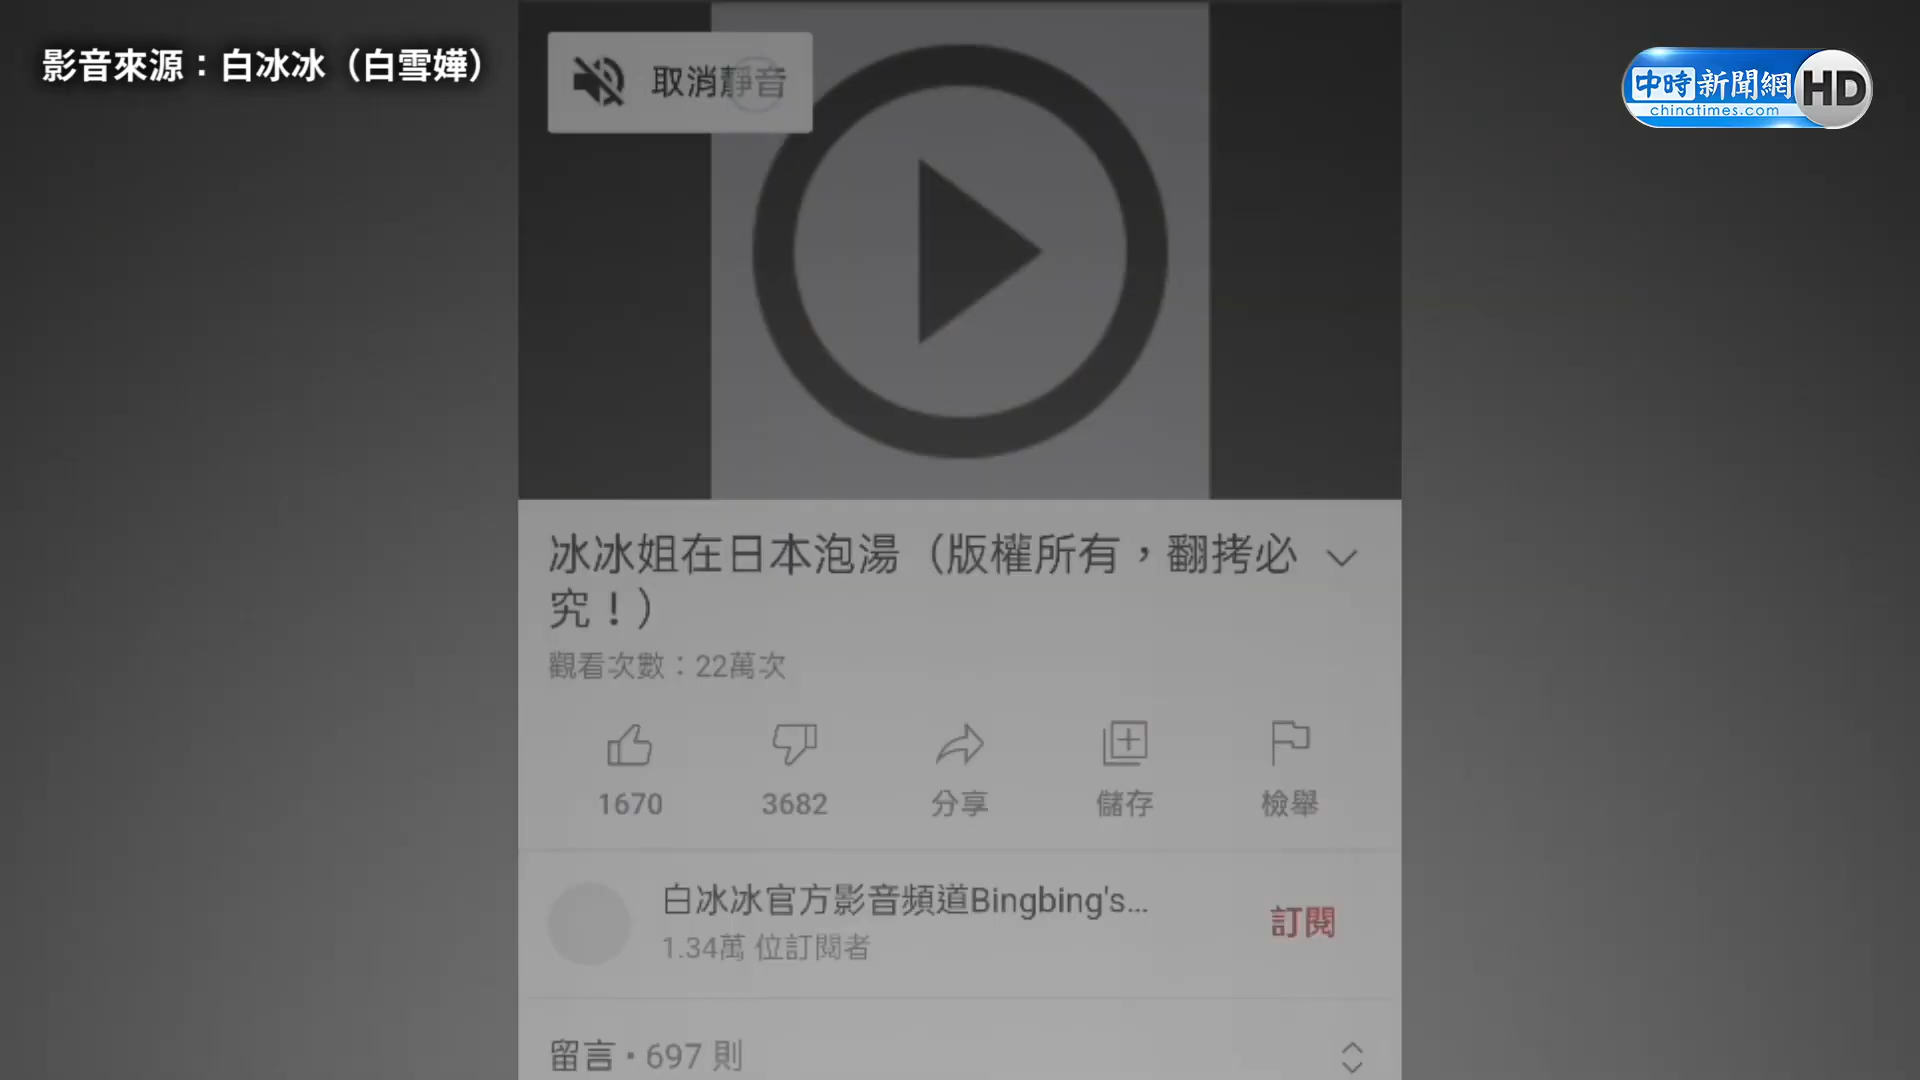 影音來源：白冰冰（白雪嬅）
中時新聞網 HD
chinatimes.com
取消靜音
冰冰姐在日本泡湯（版權所有，翻拷必
究！）
觀看次數：22萬次
1670 3682 分享 儲存 檢舉
白冰冰官方影音頻道Bingbing's...
1.34萬 位訂閱者
訂閱
留言 • 697 則